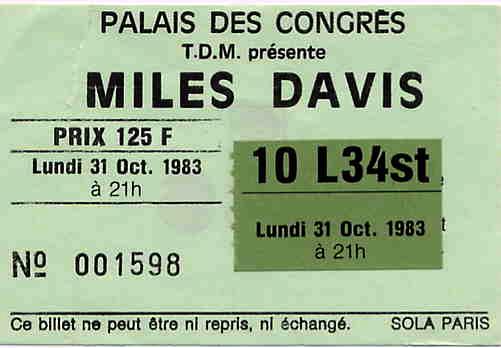 PALAIS DES CONGRÈS
T.D.M. présente
MILES DAVIS
PRIX 125 F
Lundi 31 Oct. 1983
à 21h
10 L34st
Lundi 31 Oct. 1983
à 21h
Nº 001598
Ce billet ne peut être ni repris, ni échangé.
SOLA PARIS